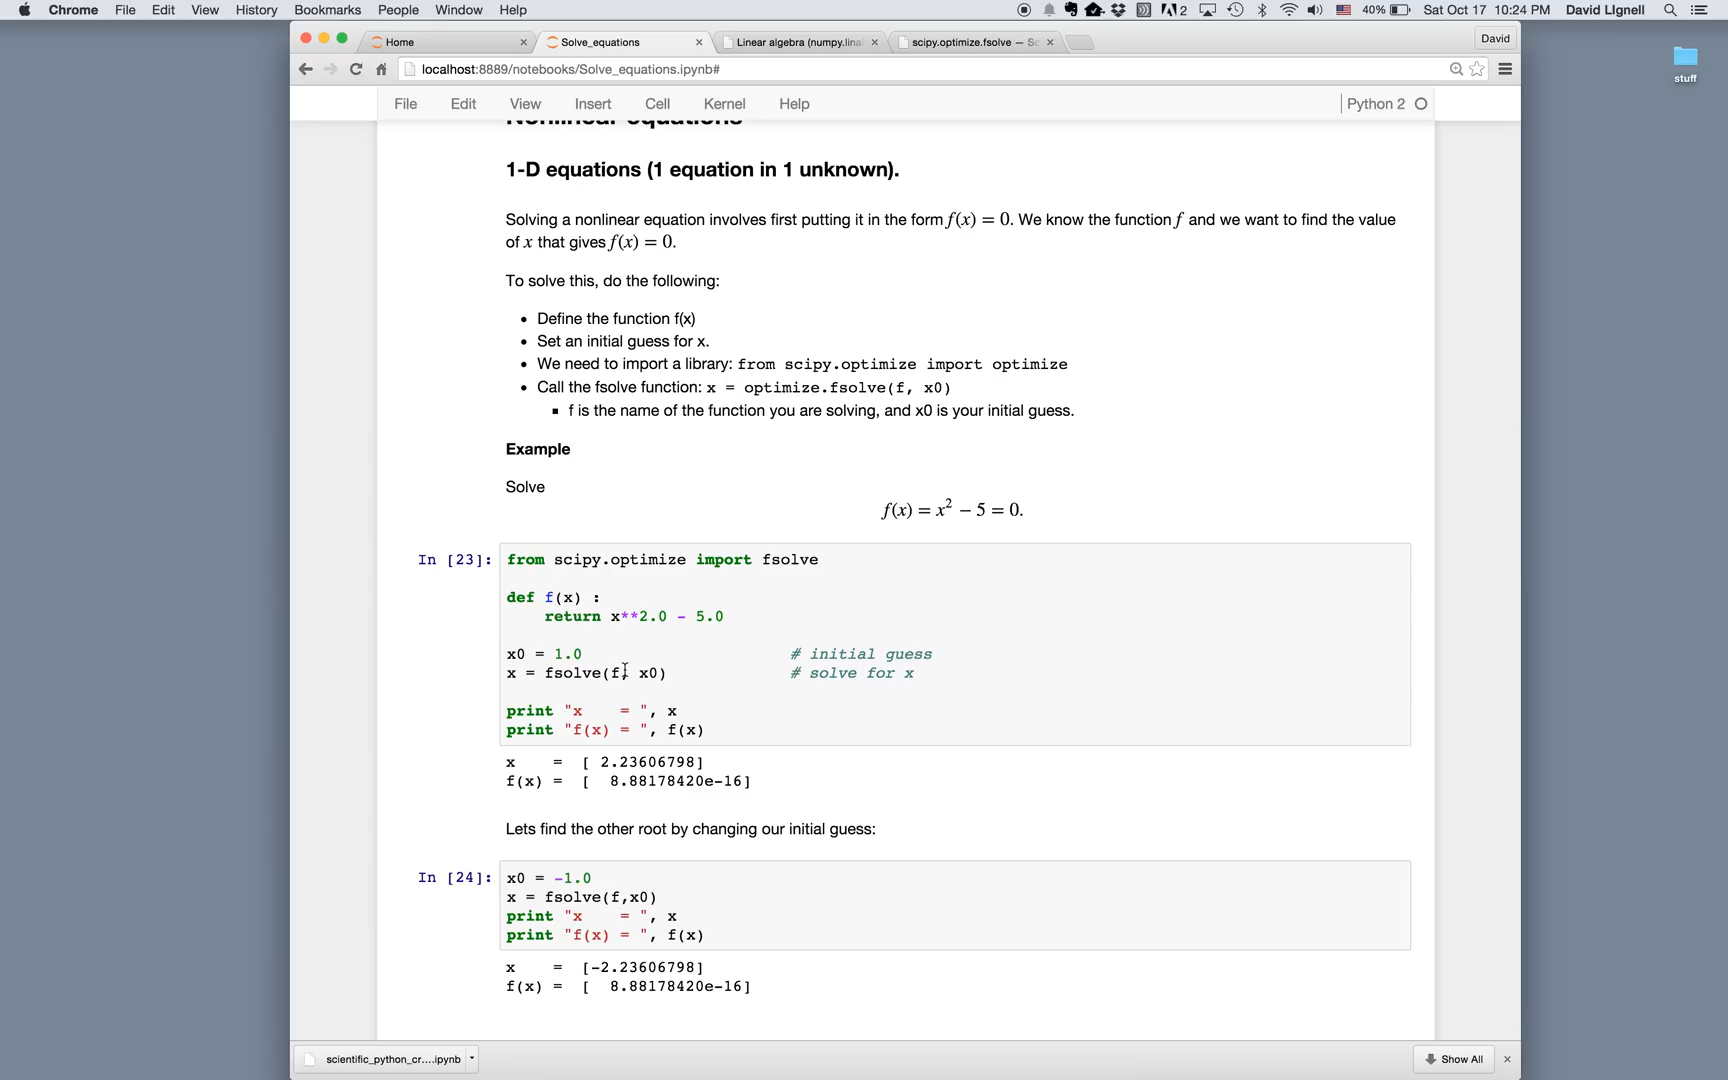 Chrome File Edit View History Bookmarks People Window Help 2 40% Sat Oct 17 10:24 PM David LIgnell
Home Solve_equations Linear algebra (numpy.lina scipy.optimize.fsolve — Sc David
localhost:8889/notebooks/Solve_equations.ipynb#
stuff
File Edit View Insert Cell Kernel Help Python 2
Nonlinear equations
1-D equations (1 equation in 1 unknown).
Solving a nonlinear equation involves first putting it in the form f(x) = 0. We know the function f and we want to find the value
of x that gives f(x) = 0.
To solve this, do the following:
• Define the function f(x)
• Set an initial guess for x.
• We need to import a library: from scipy.optimize import optimize
• Call the fsolve function: x = optimize.fsolve(f, x0)
▪ f is the name of the function you are solving, and x0 is your initial guess.
Example
Solve
f(x) = x² − 5 = 0.
In [23]: from scipy.optimize import fsolve
def f(x) :
return x**2.0 - 5.0
x0 = 1.0 # initial guess
x = fsolve(f, x0) # solve for x
print "x    = ", x
print "f(x) = ", f(x)
x    = [ 2.23606798]
f(x) = [  8.88178420e-16]
Lets find the other root by changing our initial guess:
In [24]: x0 = -1.0
x = fsolve(f,x0)
print "x    = ", x
print "f(x) = ", f(x)
x    = [-2.23606798]
f(x) = [  8.88178420e-16]
scientific_python_cr....ipynb Show All